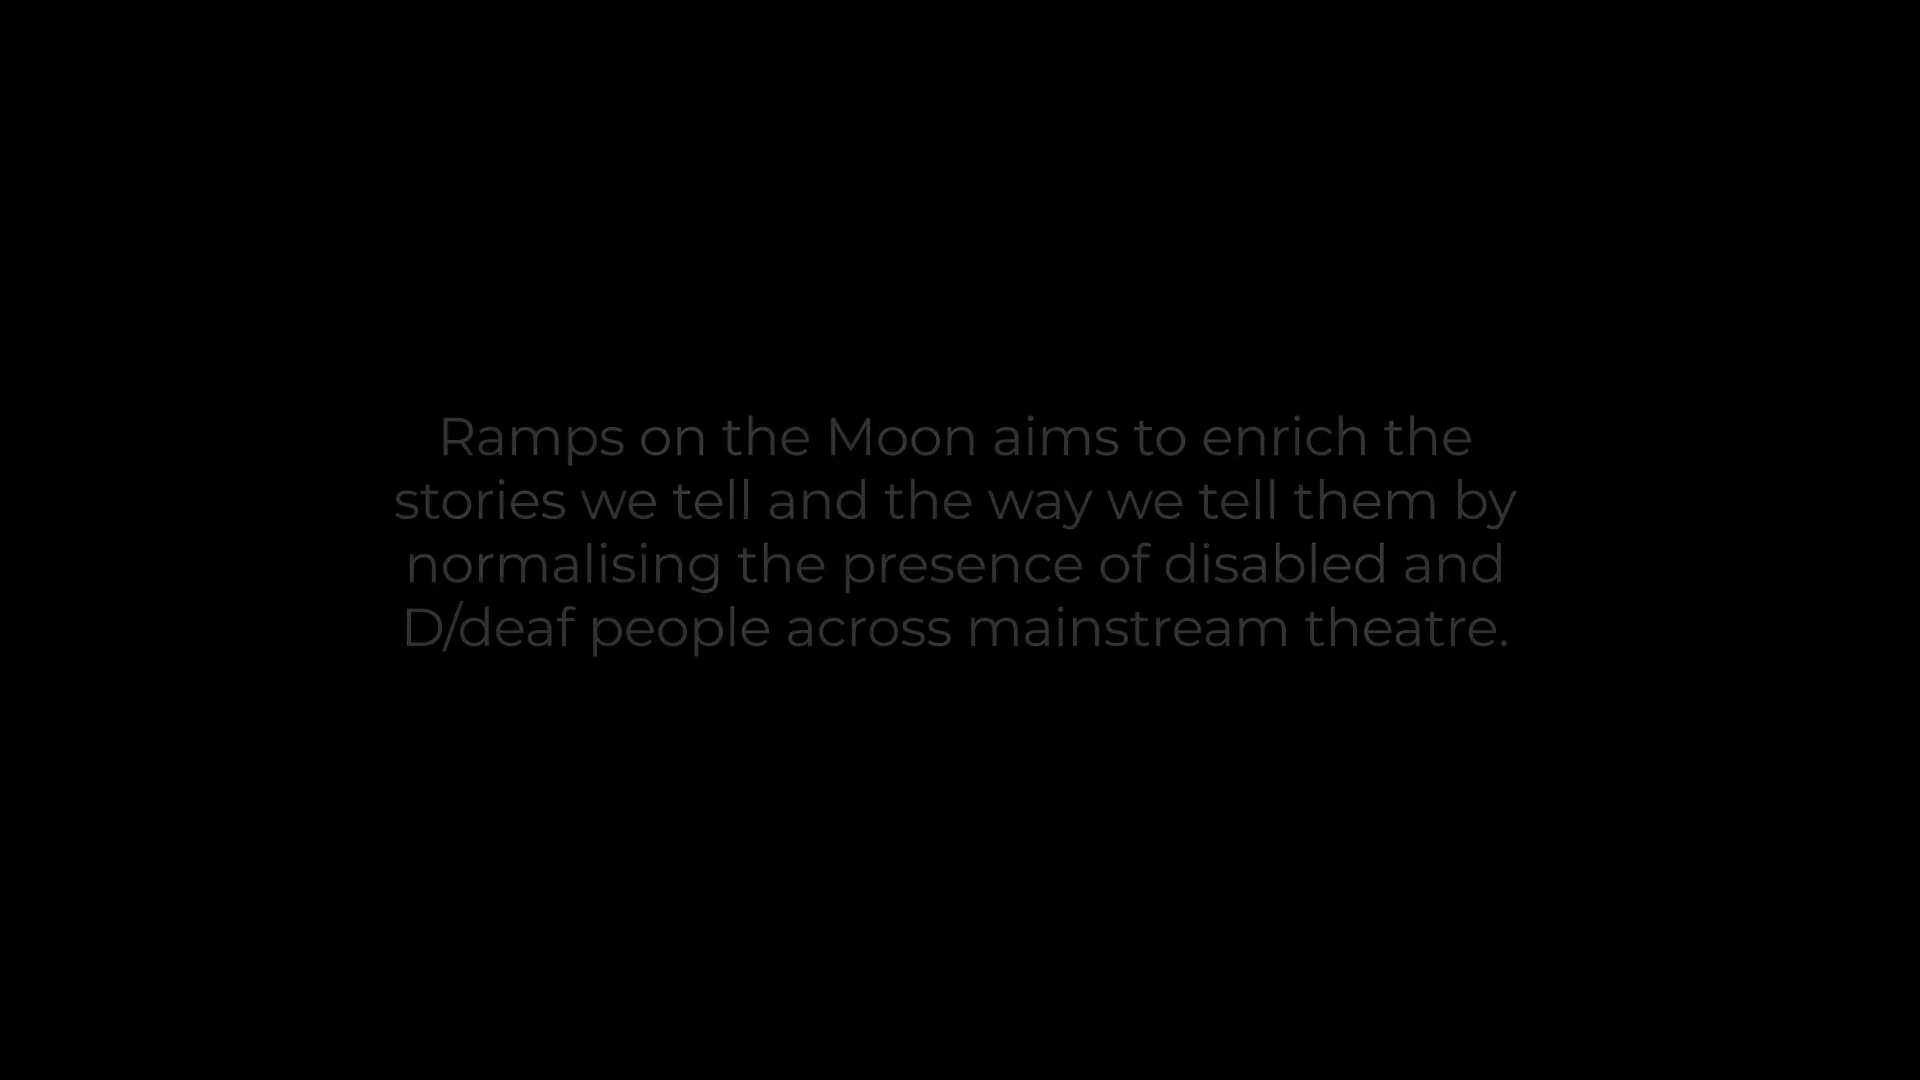 Ramps on the Moon aims to enrich the
stories we tell and the way we tell them by
normalising the presence of disabled and
D/deaf people across mainstream theatre.